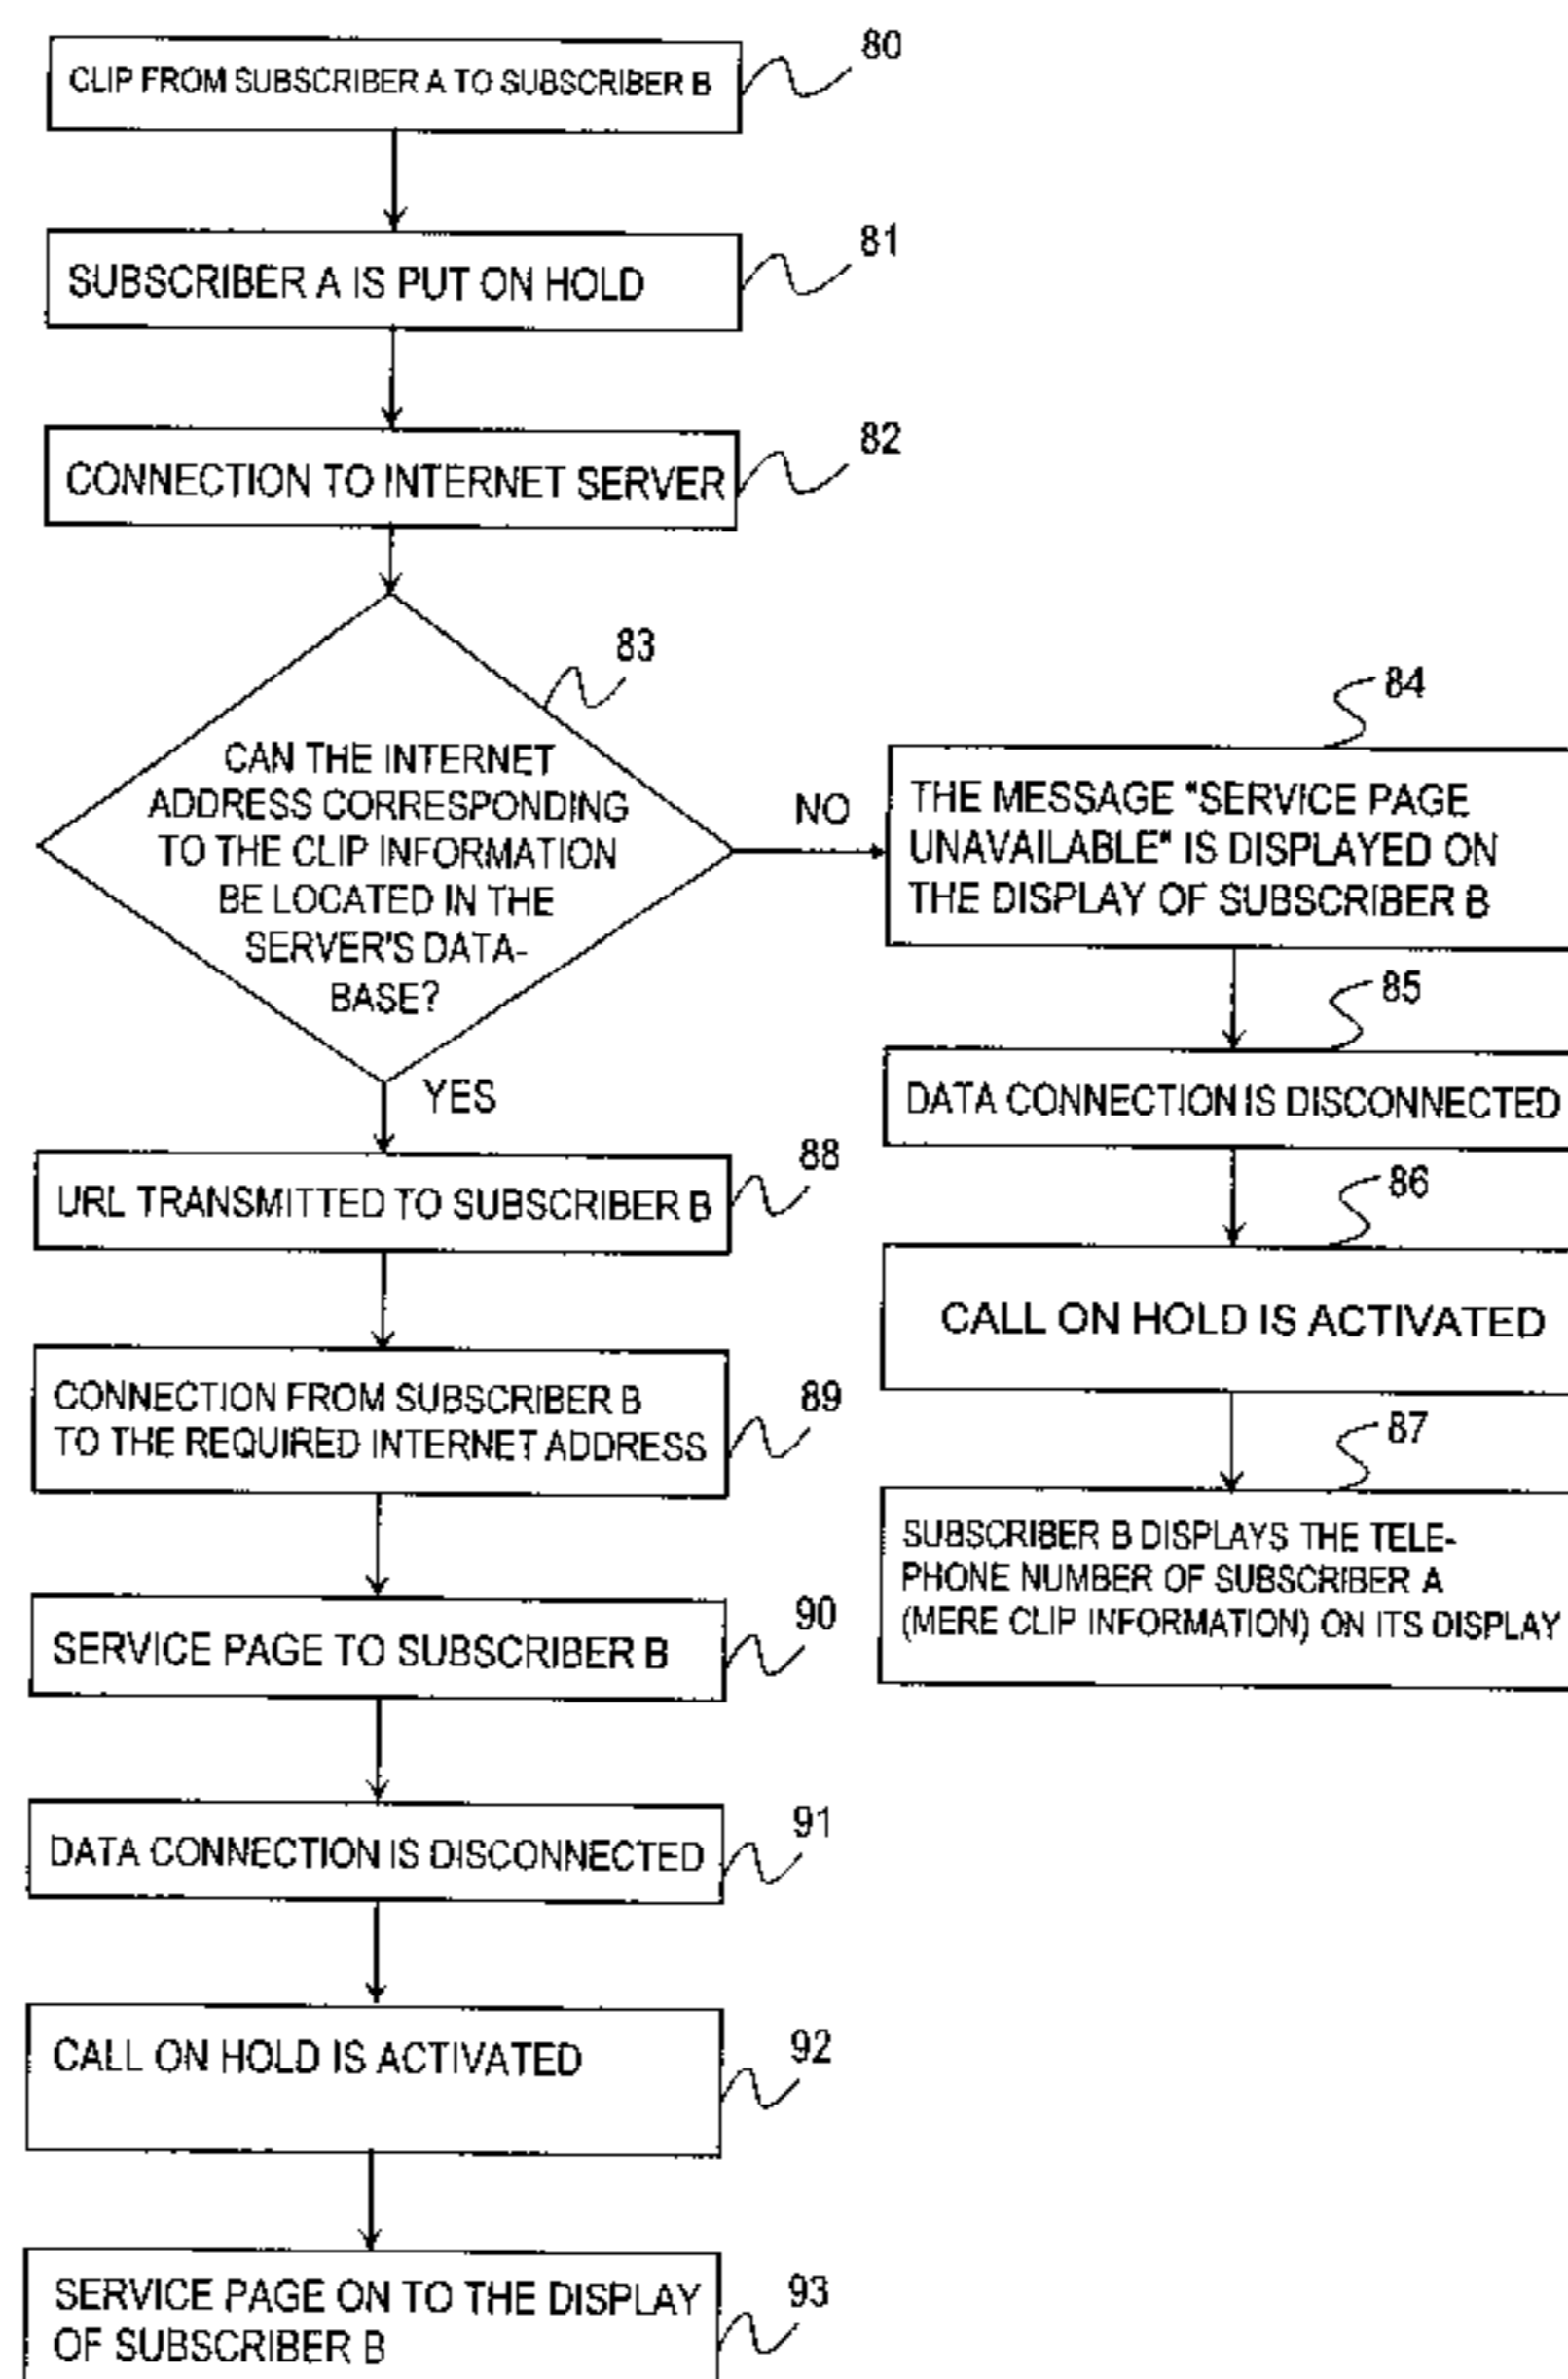 80
CLIP FROM SUBSCRIBER A TO SUBSCRIBER B
81
SUBSCRIBER A IS PUT ON HOLD
82
CONNECTION TO INTERNET SERVER
83
CAN THE INTERNET
ADDRESS CORRESPONDING
TO THE CLIP INFORMATION
BE LOCATED IN THE
SERVER'S DATA-
BASE?
NO
YES
84
THE MESSAGE "SERVICE PAGE
UNAVAILABLE" IS DISPLAYED ON
THE DISPLAY OF SUBSCRIBER B
85
DATA CONNECTION IS DISCONNECTED
86
CALL ON HOLD IS ACTIVATED
87
SUBSCRIBER B DISPLAYS THE TELE-
PHONE NUMBER OF SUBSCRIBER A
(MERE CLIP INFORMATION) ON ITS DISPLAY
88
URL TRANSMITTED TO SUBSCRIBER B
89
CONNECTION FROM SUBSCRIBER B
TO THE REQUIRED INTERNET ADDRESS
90
SERVICE PAGE TO SUBSCRIBER B
91
DATA CONNECTION IS DISCONNECTED
92
CALL ON HOLD IS ACTIVATED
93
SERVICE PAGE ON TO THE DISPLAY
OF SUBSCRIBER B